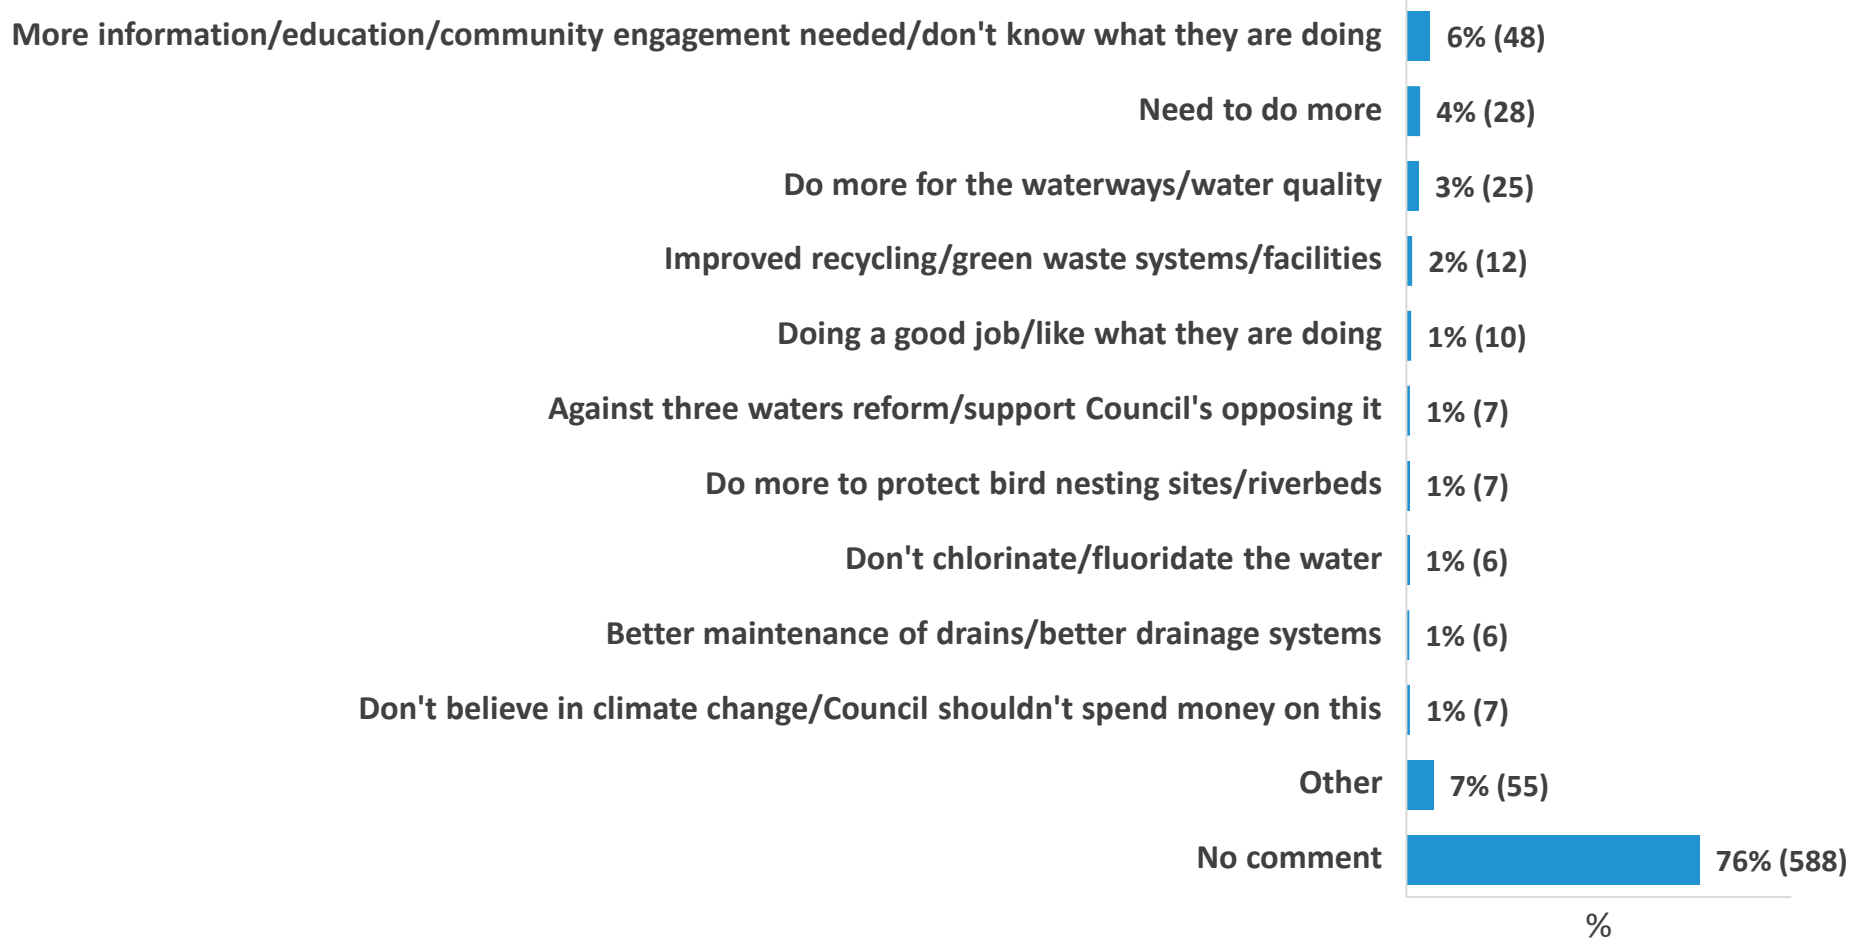 More information/education/community engagement needed/don't know what they are doing 6% (48)
Need to do more 4% (28)
Do more for the waterways/water quality 3% (25)
Improved recycling/green waste systems/facilities 2% (12)
Doing a good job/like what they are doing 1% (10)
Against three waters reform/support Council's opposing it 1% (7)
Do more to protect bird nesting sites/riverbeds 1% (7)
Don't chlorinate/fluoridate the water 1% (6)
Better maintenance of drains/better drainage systems 1% (6)
Don't believe in climate change/Council shouldn't spend money on this 1% (7)
Other 7% (55)
No comment 76% (588)
%